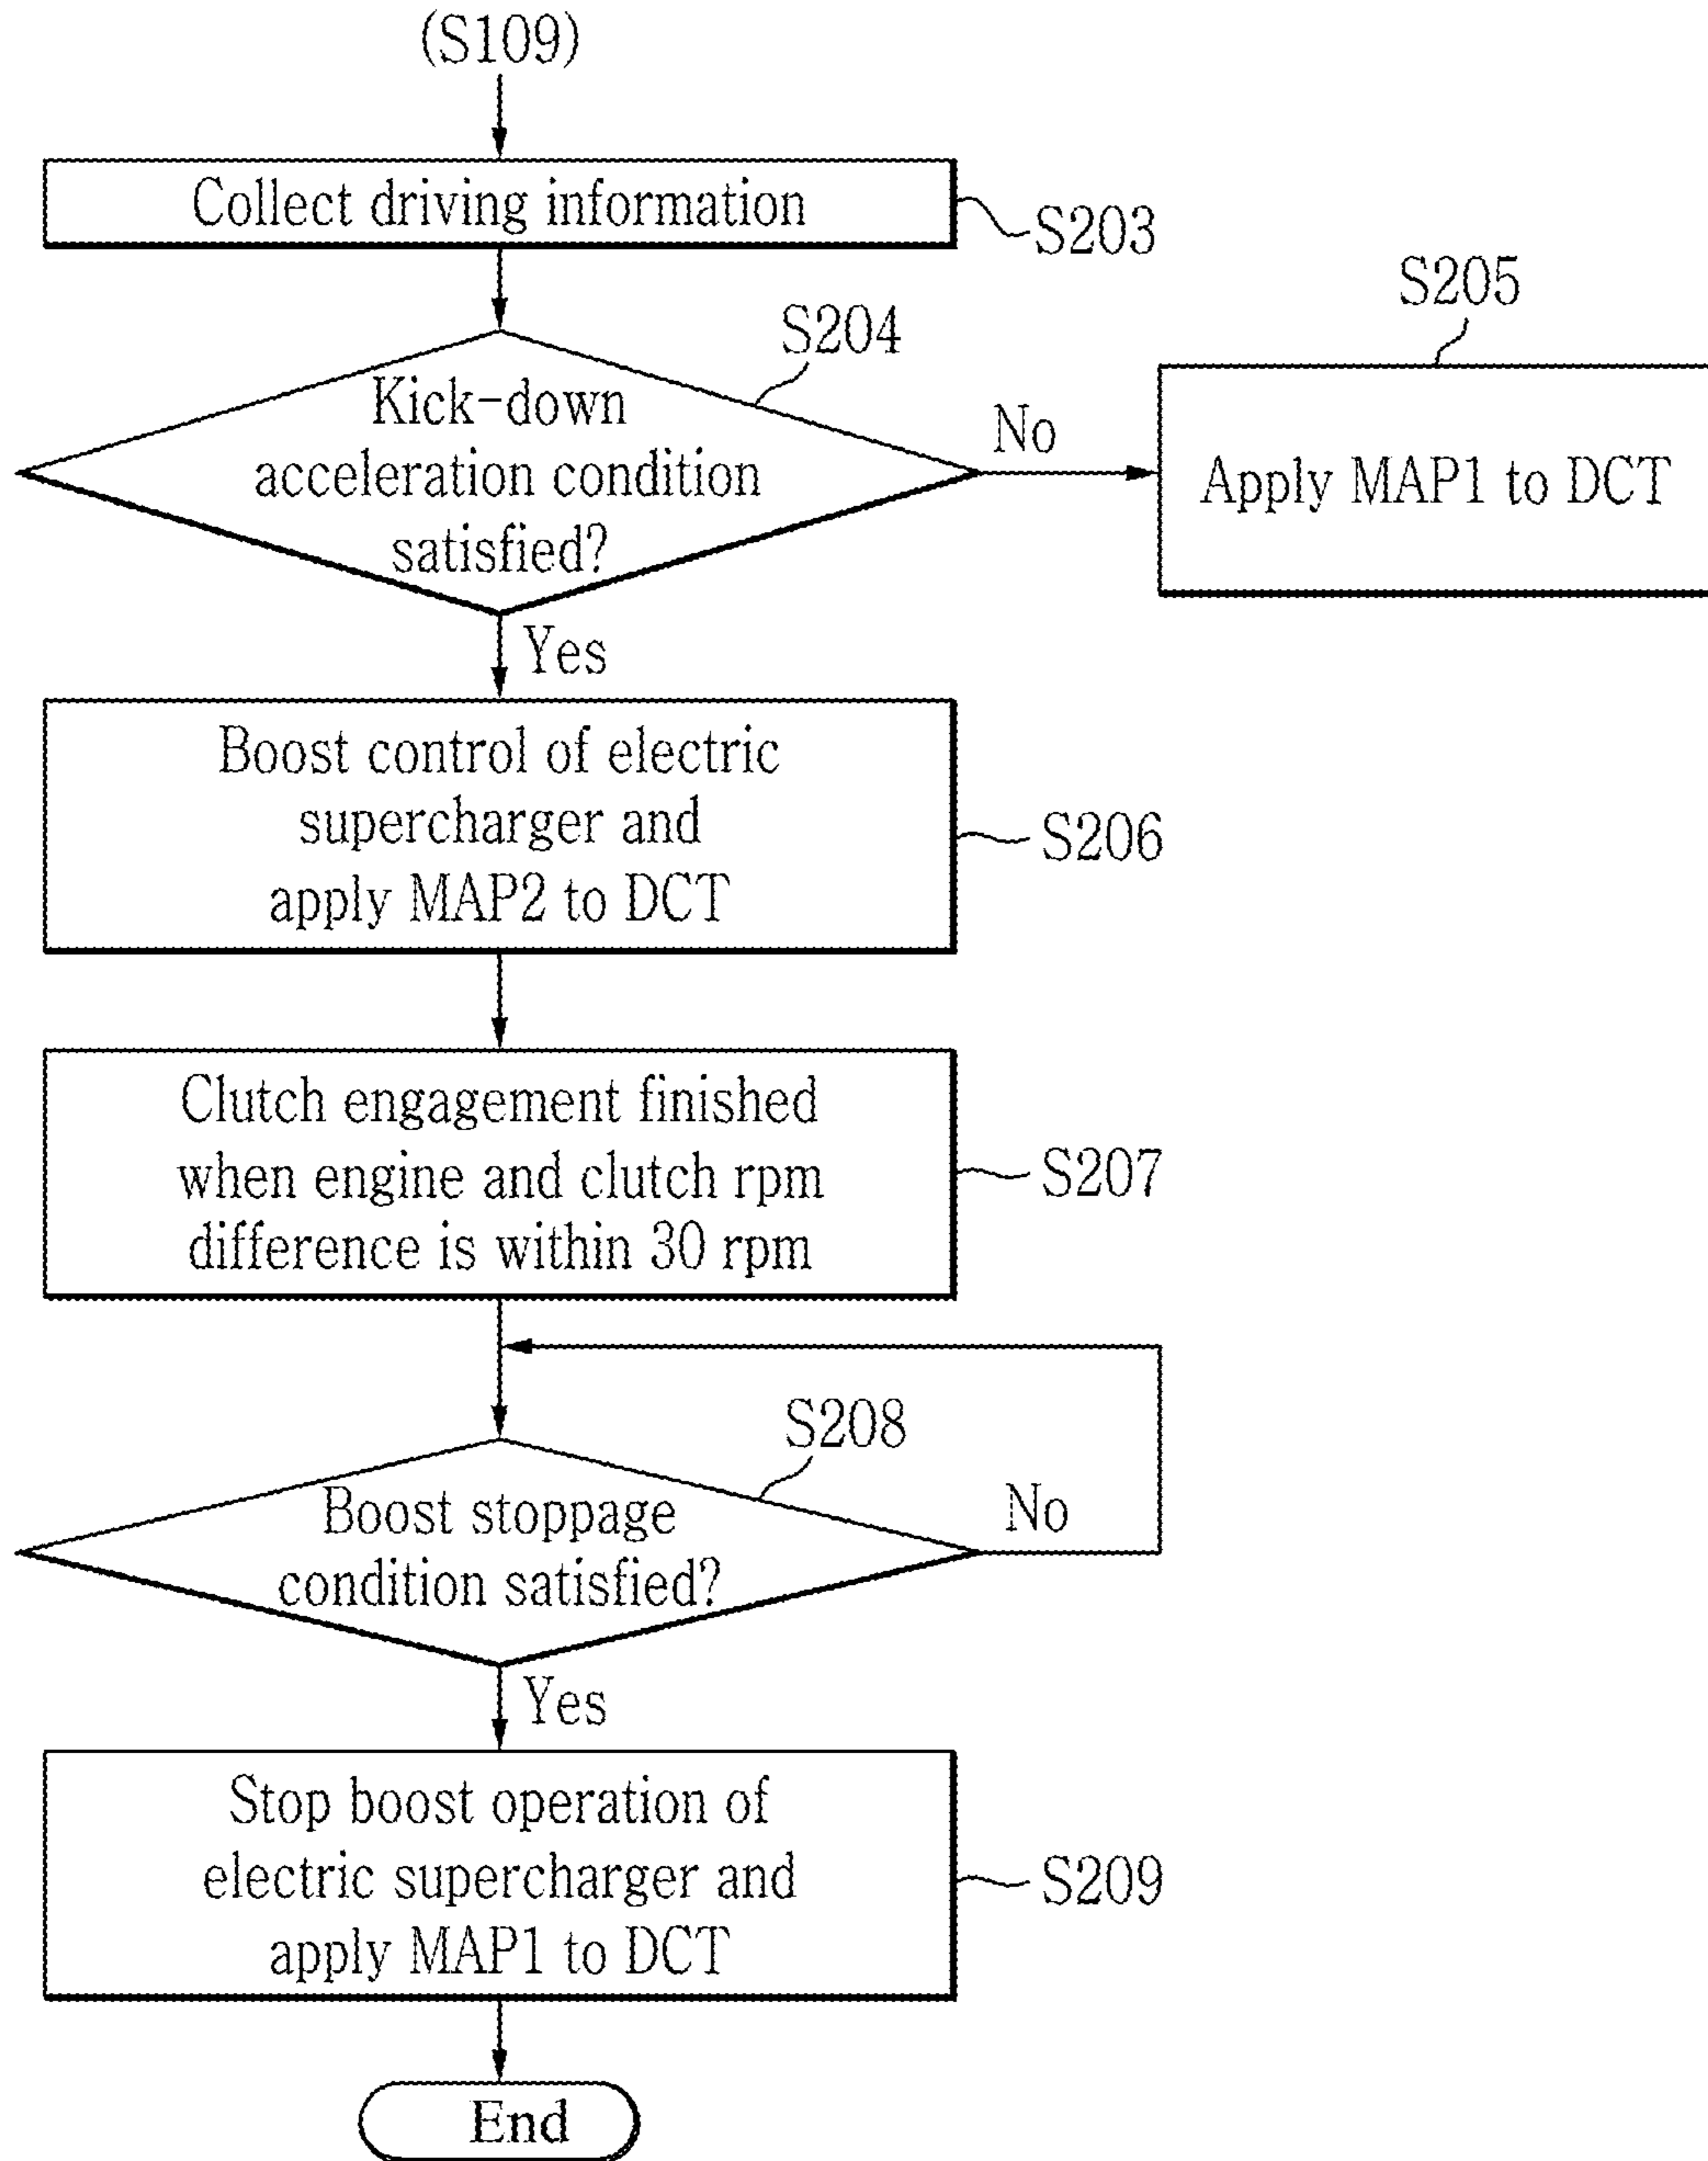 (S109)
Collect driving information
S203
S204
Kick-down
acceleration condition
satisfied?
No
S205
Apply MAP1 to DCT
Yes
Boost control of electric
supercharger and
apply MAP2 to DCT
S206
Clutch engagement finished
when engine and clutch rpm
difference is within 30 rpm
S207
S208
Boost stoppage
condition satisfied?
No
Yes
Stop boost operation of
electric supercharger and
apply MAP1 to DCT
S209
End